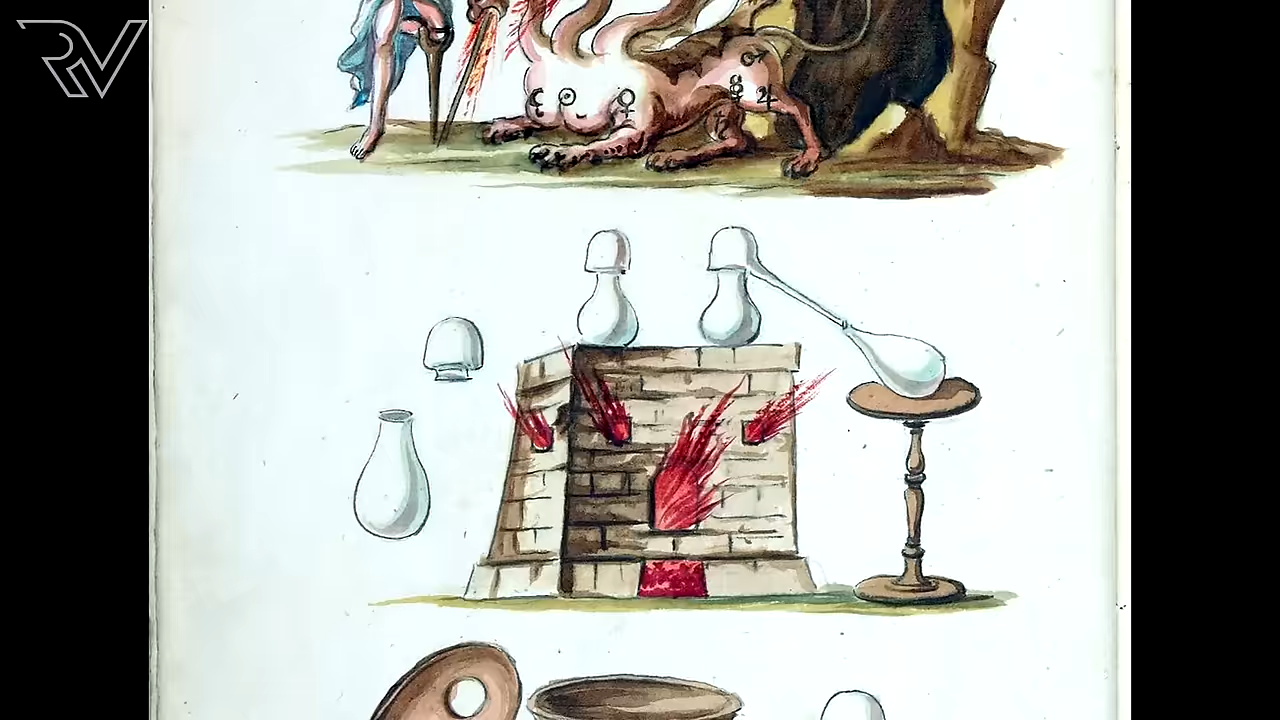 RV
☾ ☉ ♀ ♂ ☿ ♃ ♄